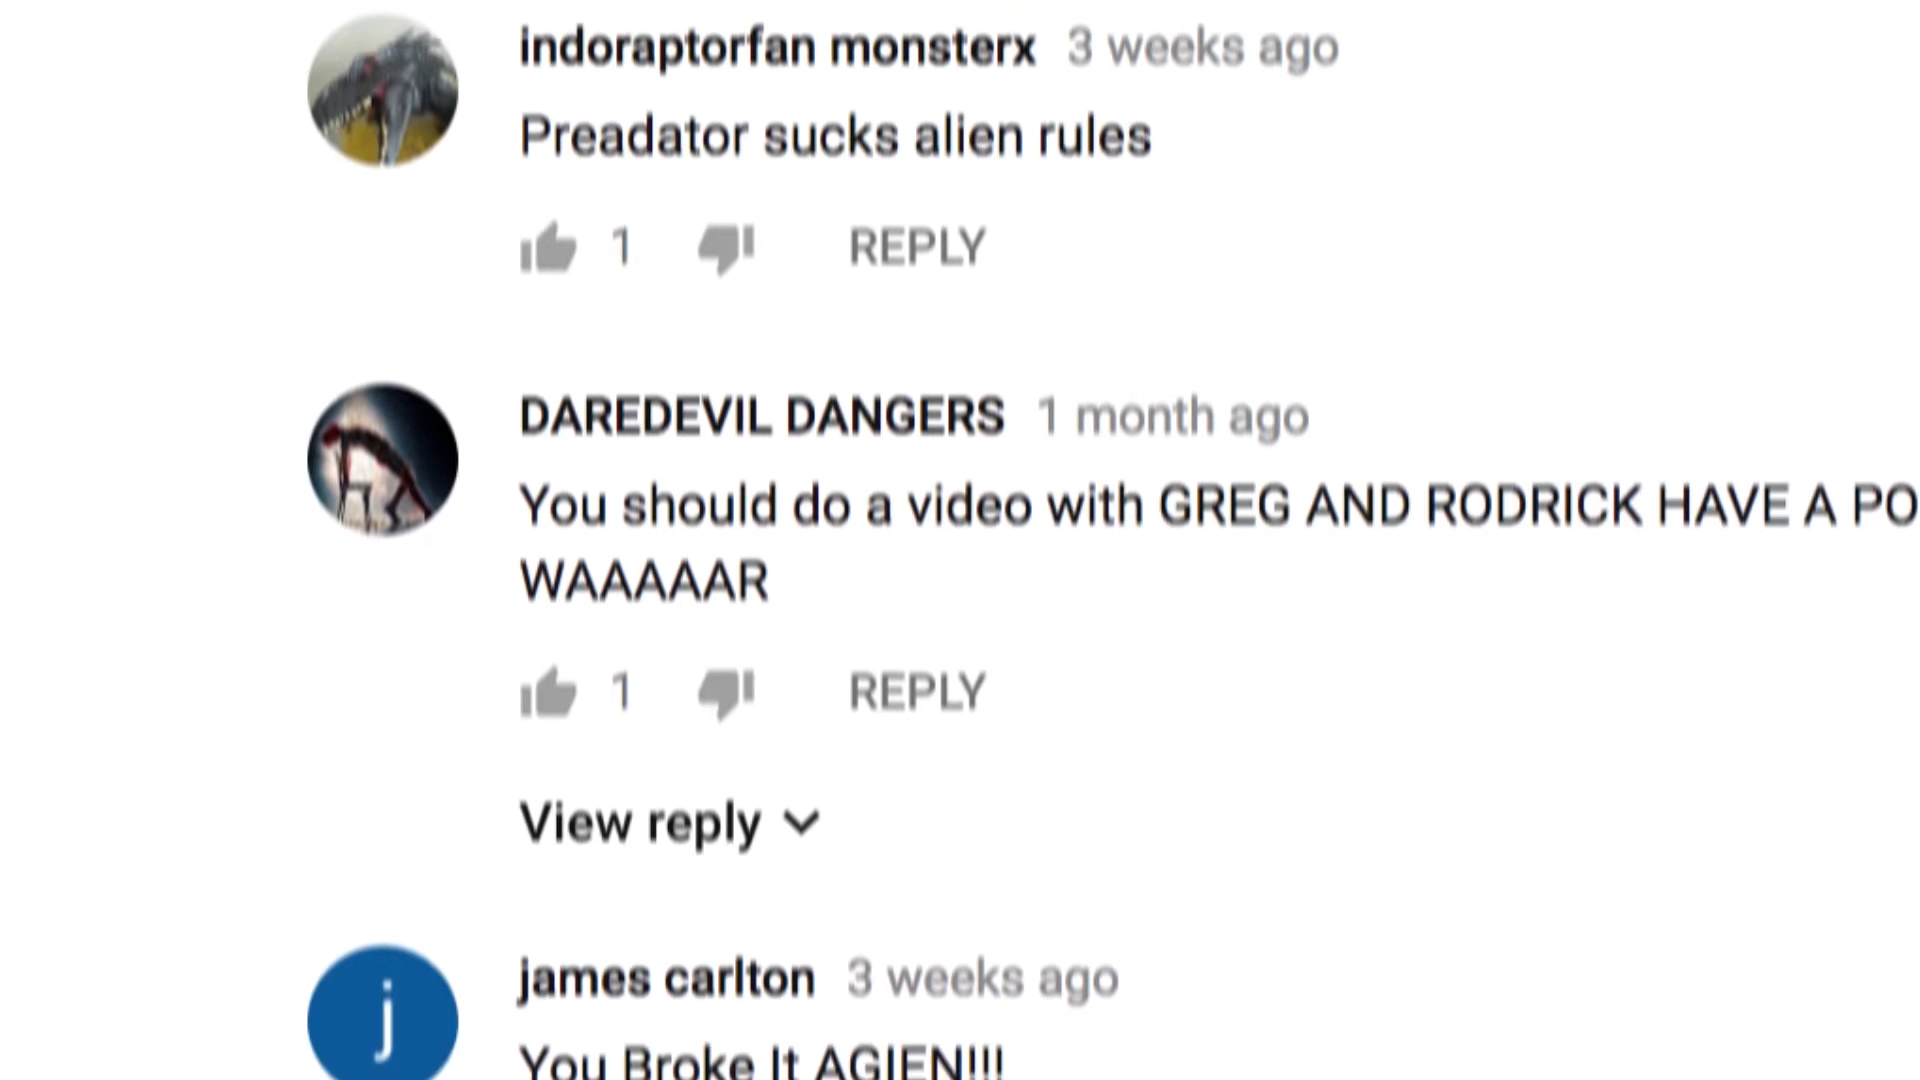 indoraptorfan monsterx 3 weeks ago
Preadator sucks alien rules
1 REPLY
DAREDEVIL DANGERS 1 month ago
You should do a video with GREG AND RODRICK HAVE A PO
WAAAAAR
1 REPLY
View reply
j
james carlton 3 weeks ago
You Broke It AGIEN!!!